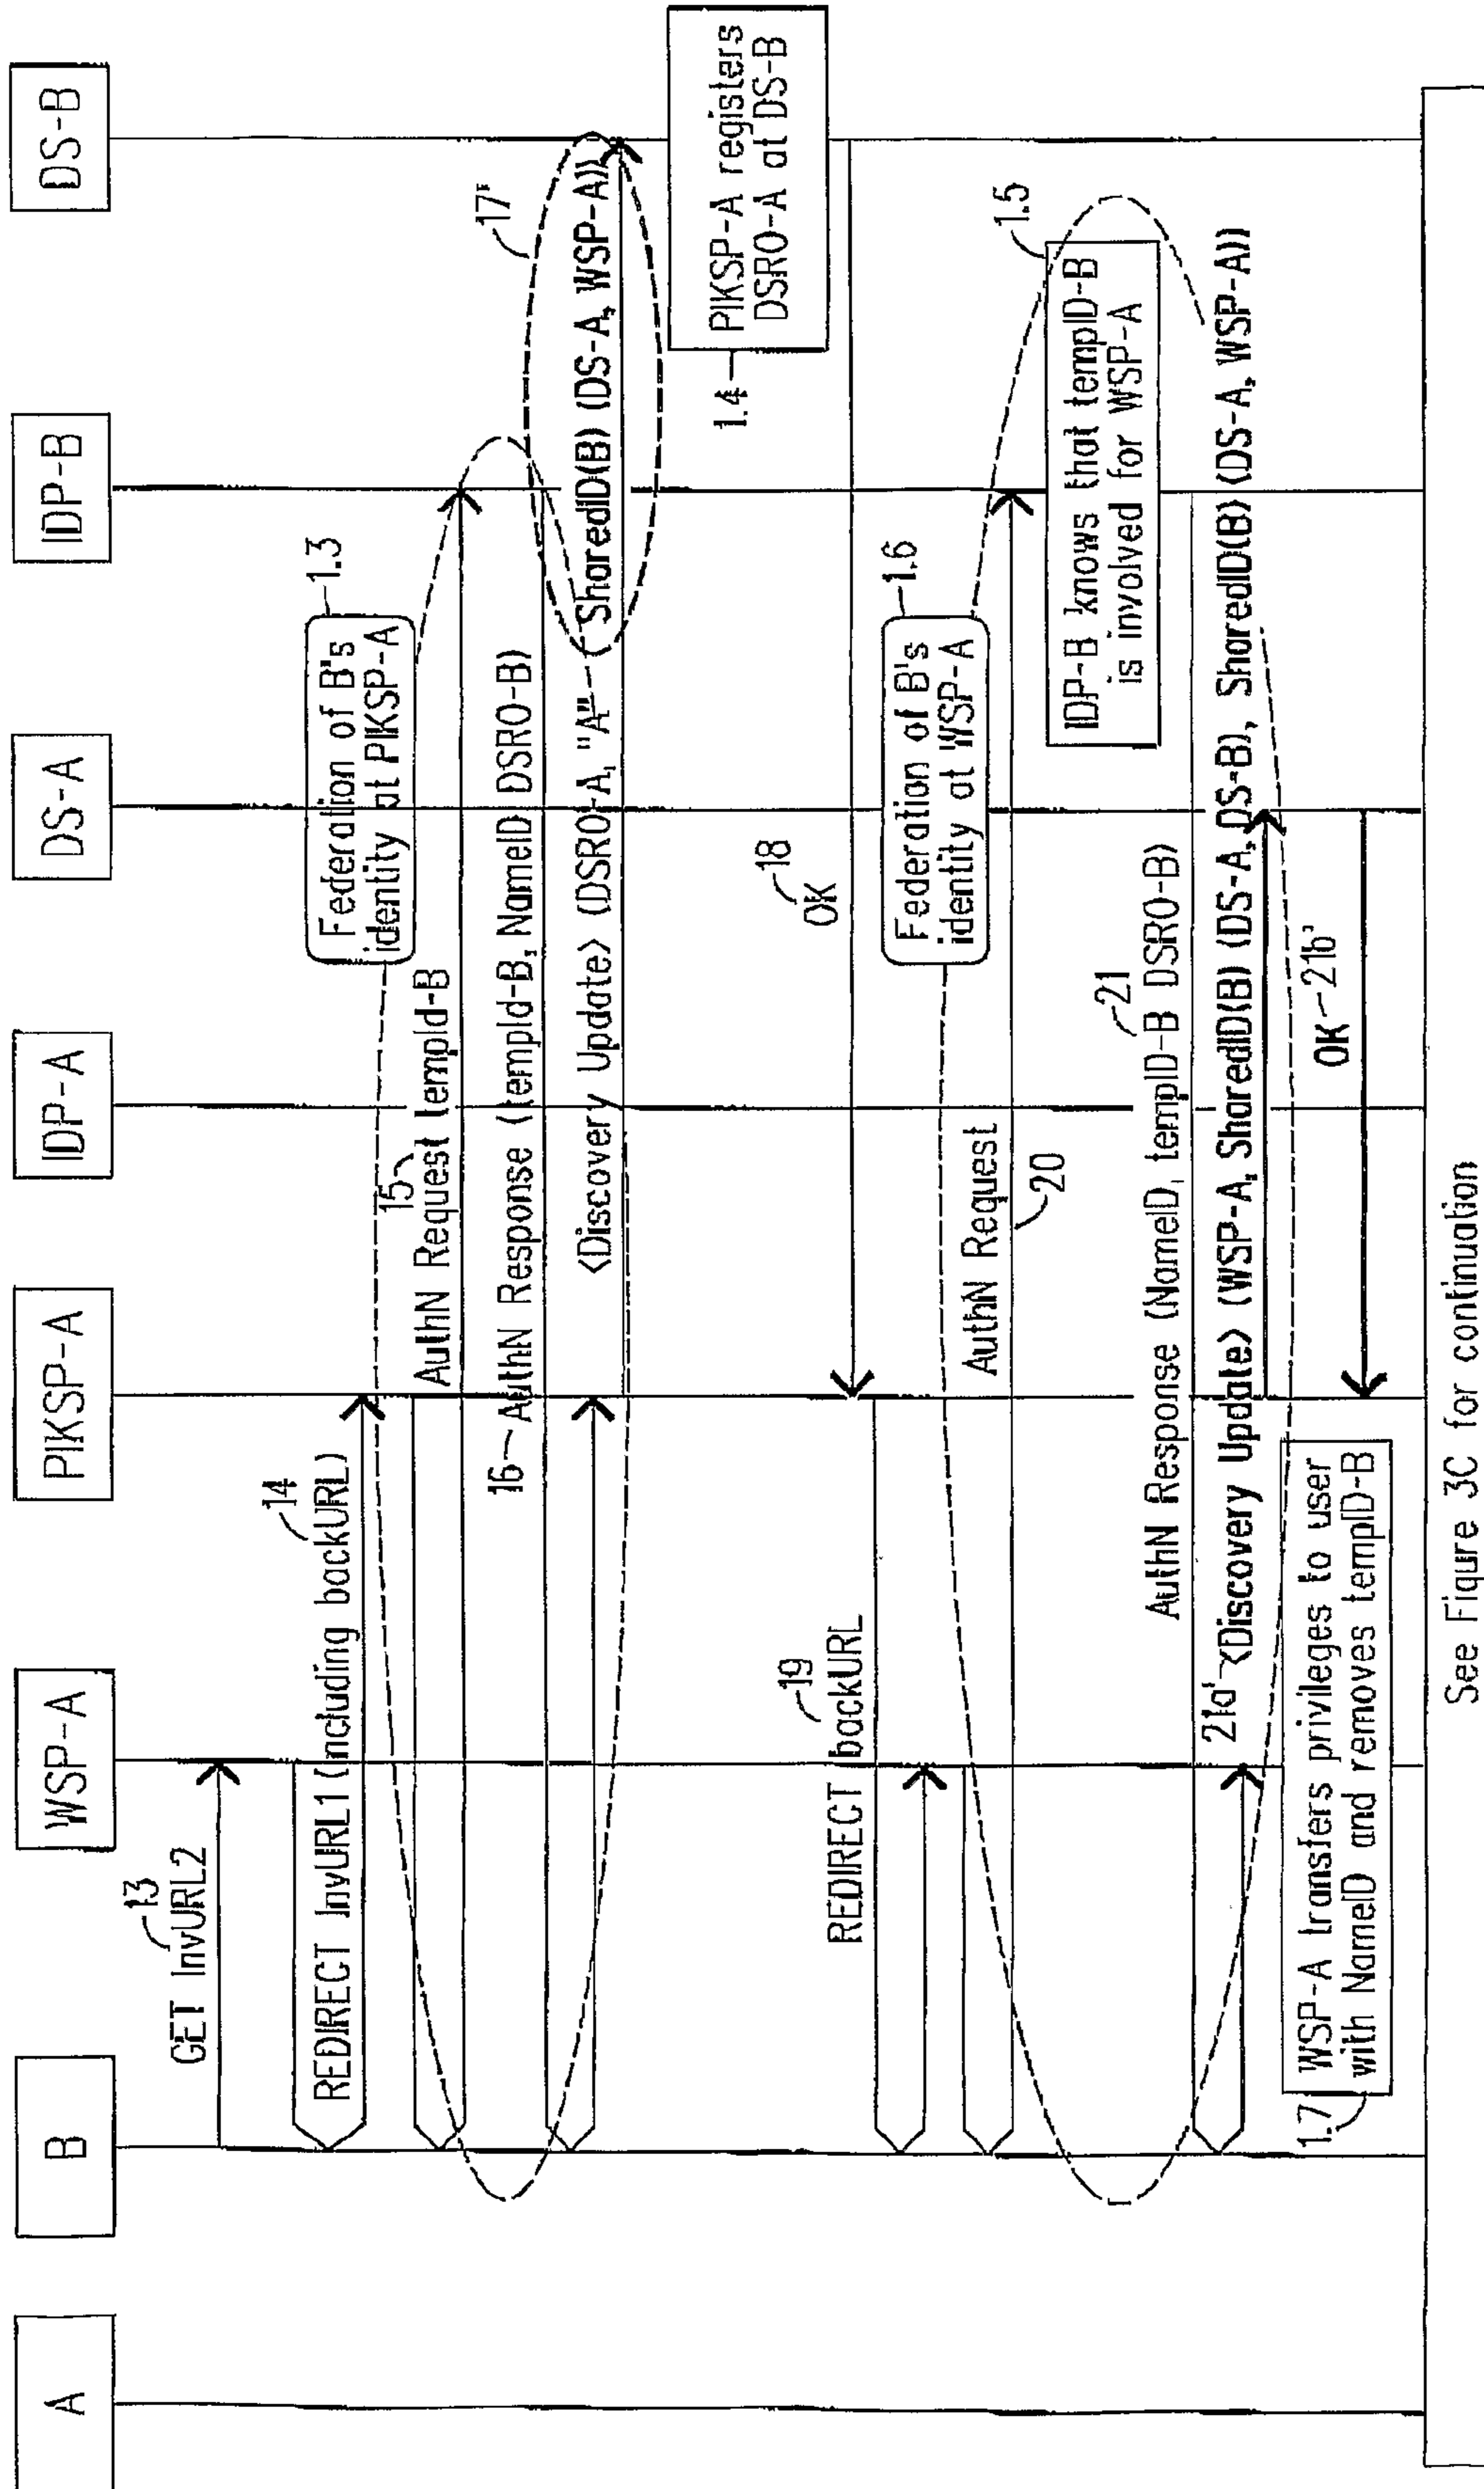 A
B
WSP-A
PIKSP-A
IDP-A
DS-A
IDP-B
DS-B
13
GET InvURL2
14
REDIRECT InvURL1 (including backURL)
Federation of B's
identity at PIKSP-A
1.3
15
AuthN Request tempId-B
16
AuthN Response (tempId-B, NameID DSRO-B)
17'
<Discovery Update> (DSRO-A, "A" ( SharedID(B) (DS-A, WSP-A))
1.4
PIKSP-A registers
DSRO-A at DS-B
18
OK
19
REDIRECT backURL
Federation of B's
identity at WSP-A
1.6
AuthN Request
20
1.5
IDP-B knows that tempID-B
is involved for WSP-A
21
AuthN Response (NameID, tempID-B DSRO-B)
21a'
<Discovery Update> (WSP-A, SharedID(B) (DS-A, DS-B), SharedID(B) (DS-A, WSP-A))
OK
21b'
1.7
WSP-A transfers privileges to user
with NameID and removes tempID-B
See Figure 3C for continuation